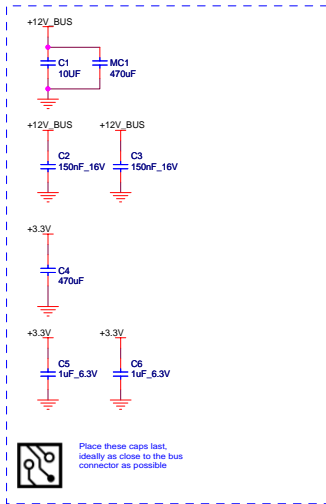 +12V_BUS
C1
10UF
MC1
470uF
+12V_BUS
+12V_BUS
C2
150nF_16V
C3
150nF_16V
+3.3V
C4
470uF
+3.3V
+3.3V
C5
1uF_6.3V
C6
1uF_6.3V
Place these caps last,
ideally as close to the bus
connector as possible